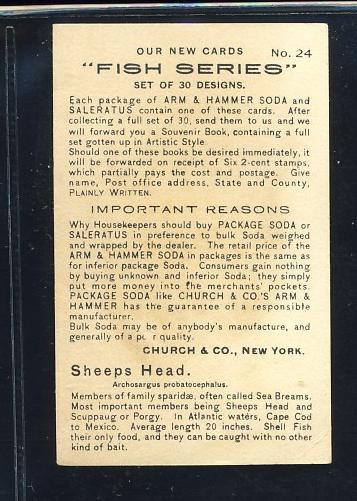 OUR NEW CARDS No. 24
"FISH SERIES"
SET OF 30 DESIGNS.
Each package of ARM & HAMMER SODA and
SALERATUS contain one of these cards. After
collecting a full set of 30, send them to us and we
will forward you a Souvenir Book, containing a full
set gotten up in Artistic Style
Should one of these books be desired immediately, it
will be forwarded on receipt of Six 2-cent stamps,
which partially pays the cost and postage. Give
name, Post office address, State and County,
PLAINLY WRITTEN.
IMPORTANT REASONS
Why Housekeepers should buy PACKAGE SODA or
SALERATUS in preference to bulk Soda weighed
and wrapped by the dealer. The retail price of the
ARM & HAMMER SODA in packages is the same as
for inferior package Soda. Consumers gain nothing
by buying unknown and inferior Soda; they simply
put more money into the merchants' pockets.
PACKAGE SODA like CHURCH & CO.'S ARM &
HAMMER has the guarantee of a responsible
manufacturer.
Bulk Soda may be of anybody's manufacture, and
generally of a quality.
CHURCH & CO., NEW YORK.
Sheeps Head.
Archosargus probatocephalus.
Members of family sparidæ, often called Sea Breams.
Most important members being Sheeps Head and
Scuppaug or Porgy. In Atlantic waters, Cape Cod
to Mexico. Average length 20 inches. Shell Fish
their only food, and they can be caught with no other
kind of bait.